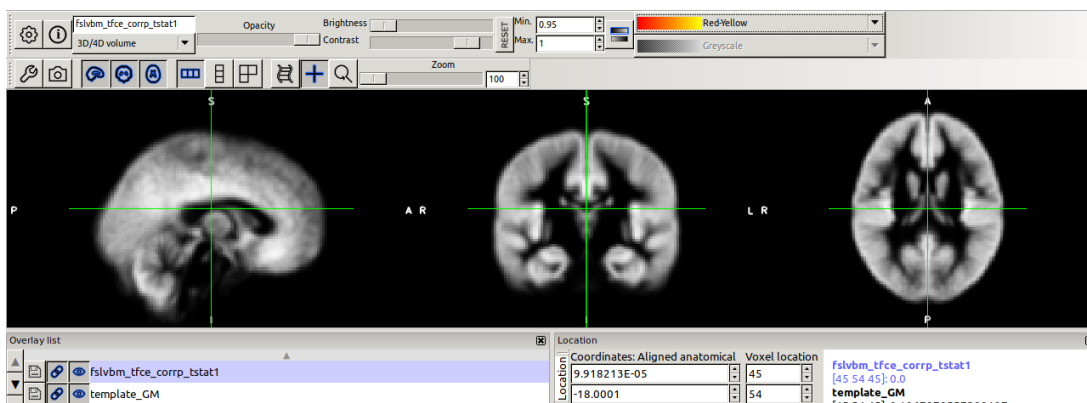 fslvbm_tfce_corrp_tstat1
3D/4D volume
Opacity
Brightness
Contrast
RESET
Min. 0.95
Max. 1
Red-Yellow
Greyscale
Zoom
100
S
S
A
P
A R
L R
I
I
P
Overlay list
fslvbm_tfce_corrp_tstat1
template_GM
Location
Location
Coordinates: Aligned anatomical Voxel location
9.918213E-05 45
-18.0001 54
fslvbm_tfce_corrp_tstat1
[45 54 45]: 0.0
template_GM